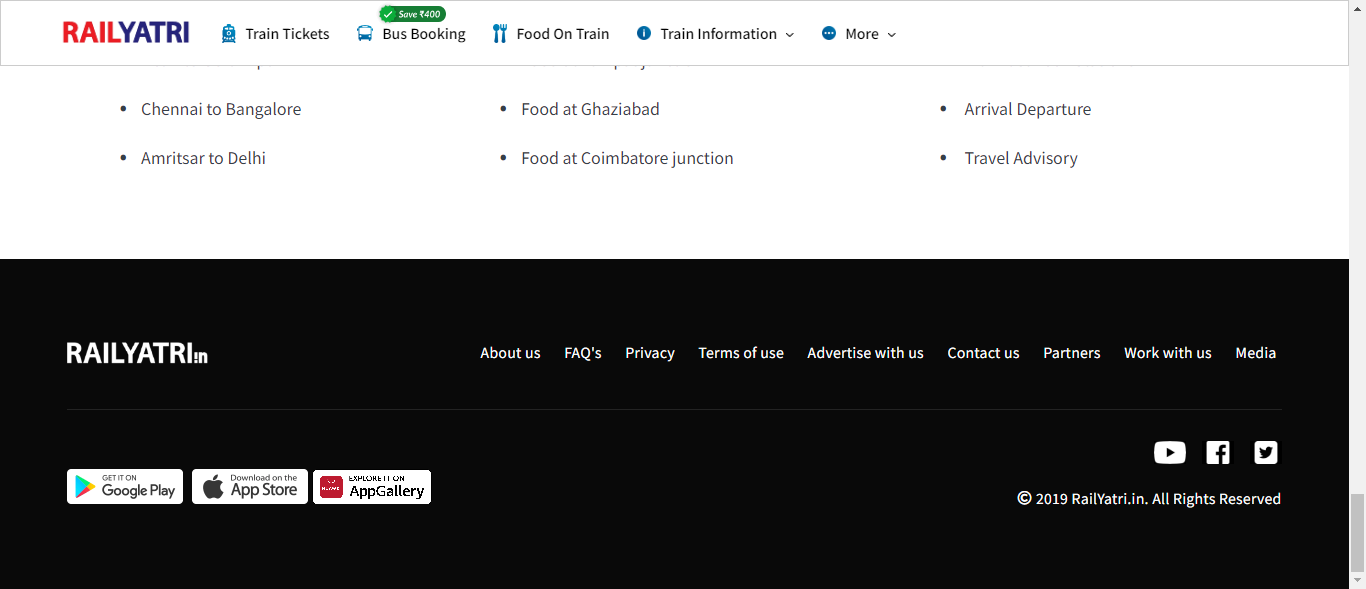 Save ₹400
RAILYATRI Train Tickets Bus Booking Food On Train Train Information More
Chennai to Bangalore Food at Ghaziabad Arrival Departure
Amritsar to Delhi Food at Coimbatore junction Travel Advisory
RAILYATRI.in About us FAQ's Privacy Terms of use Advertise with us Contact us Partners Work with us Media
GET IT ON Download on the EXPLORE IT ON
Google Play App Store AppGallery
© 2019 RailYatri.in. All Rights Reserved